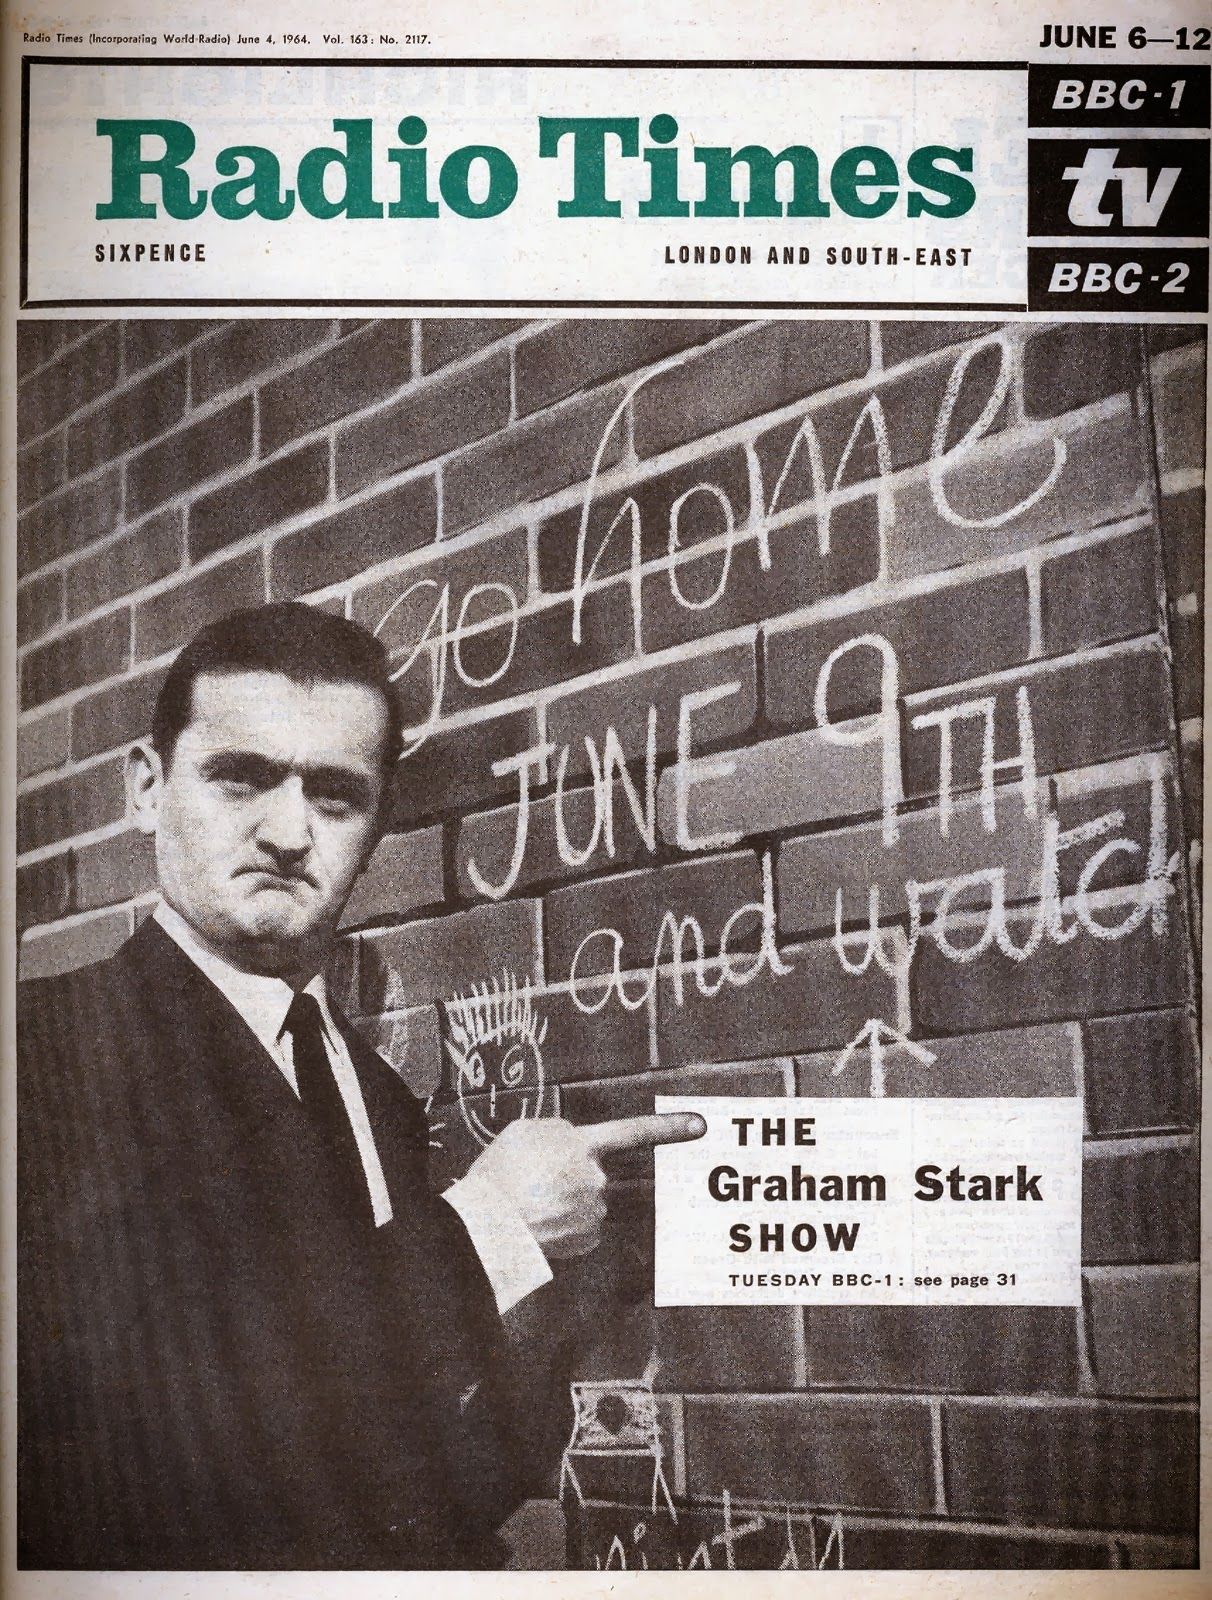 Radio Times (Incorporating World-Radio) June 4, 1964. Vol. 163: No. 2117.
JUNE 6—12
Radio Times
SIXPENCE
LONDON AND SOUTH-EAST
BBC-1
tv
BBC-2
go home
JUNE 9TH
and watch
THE
Graham Stark
SHOW
TUESDAY BBC-1: see page 31